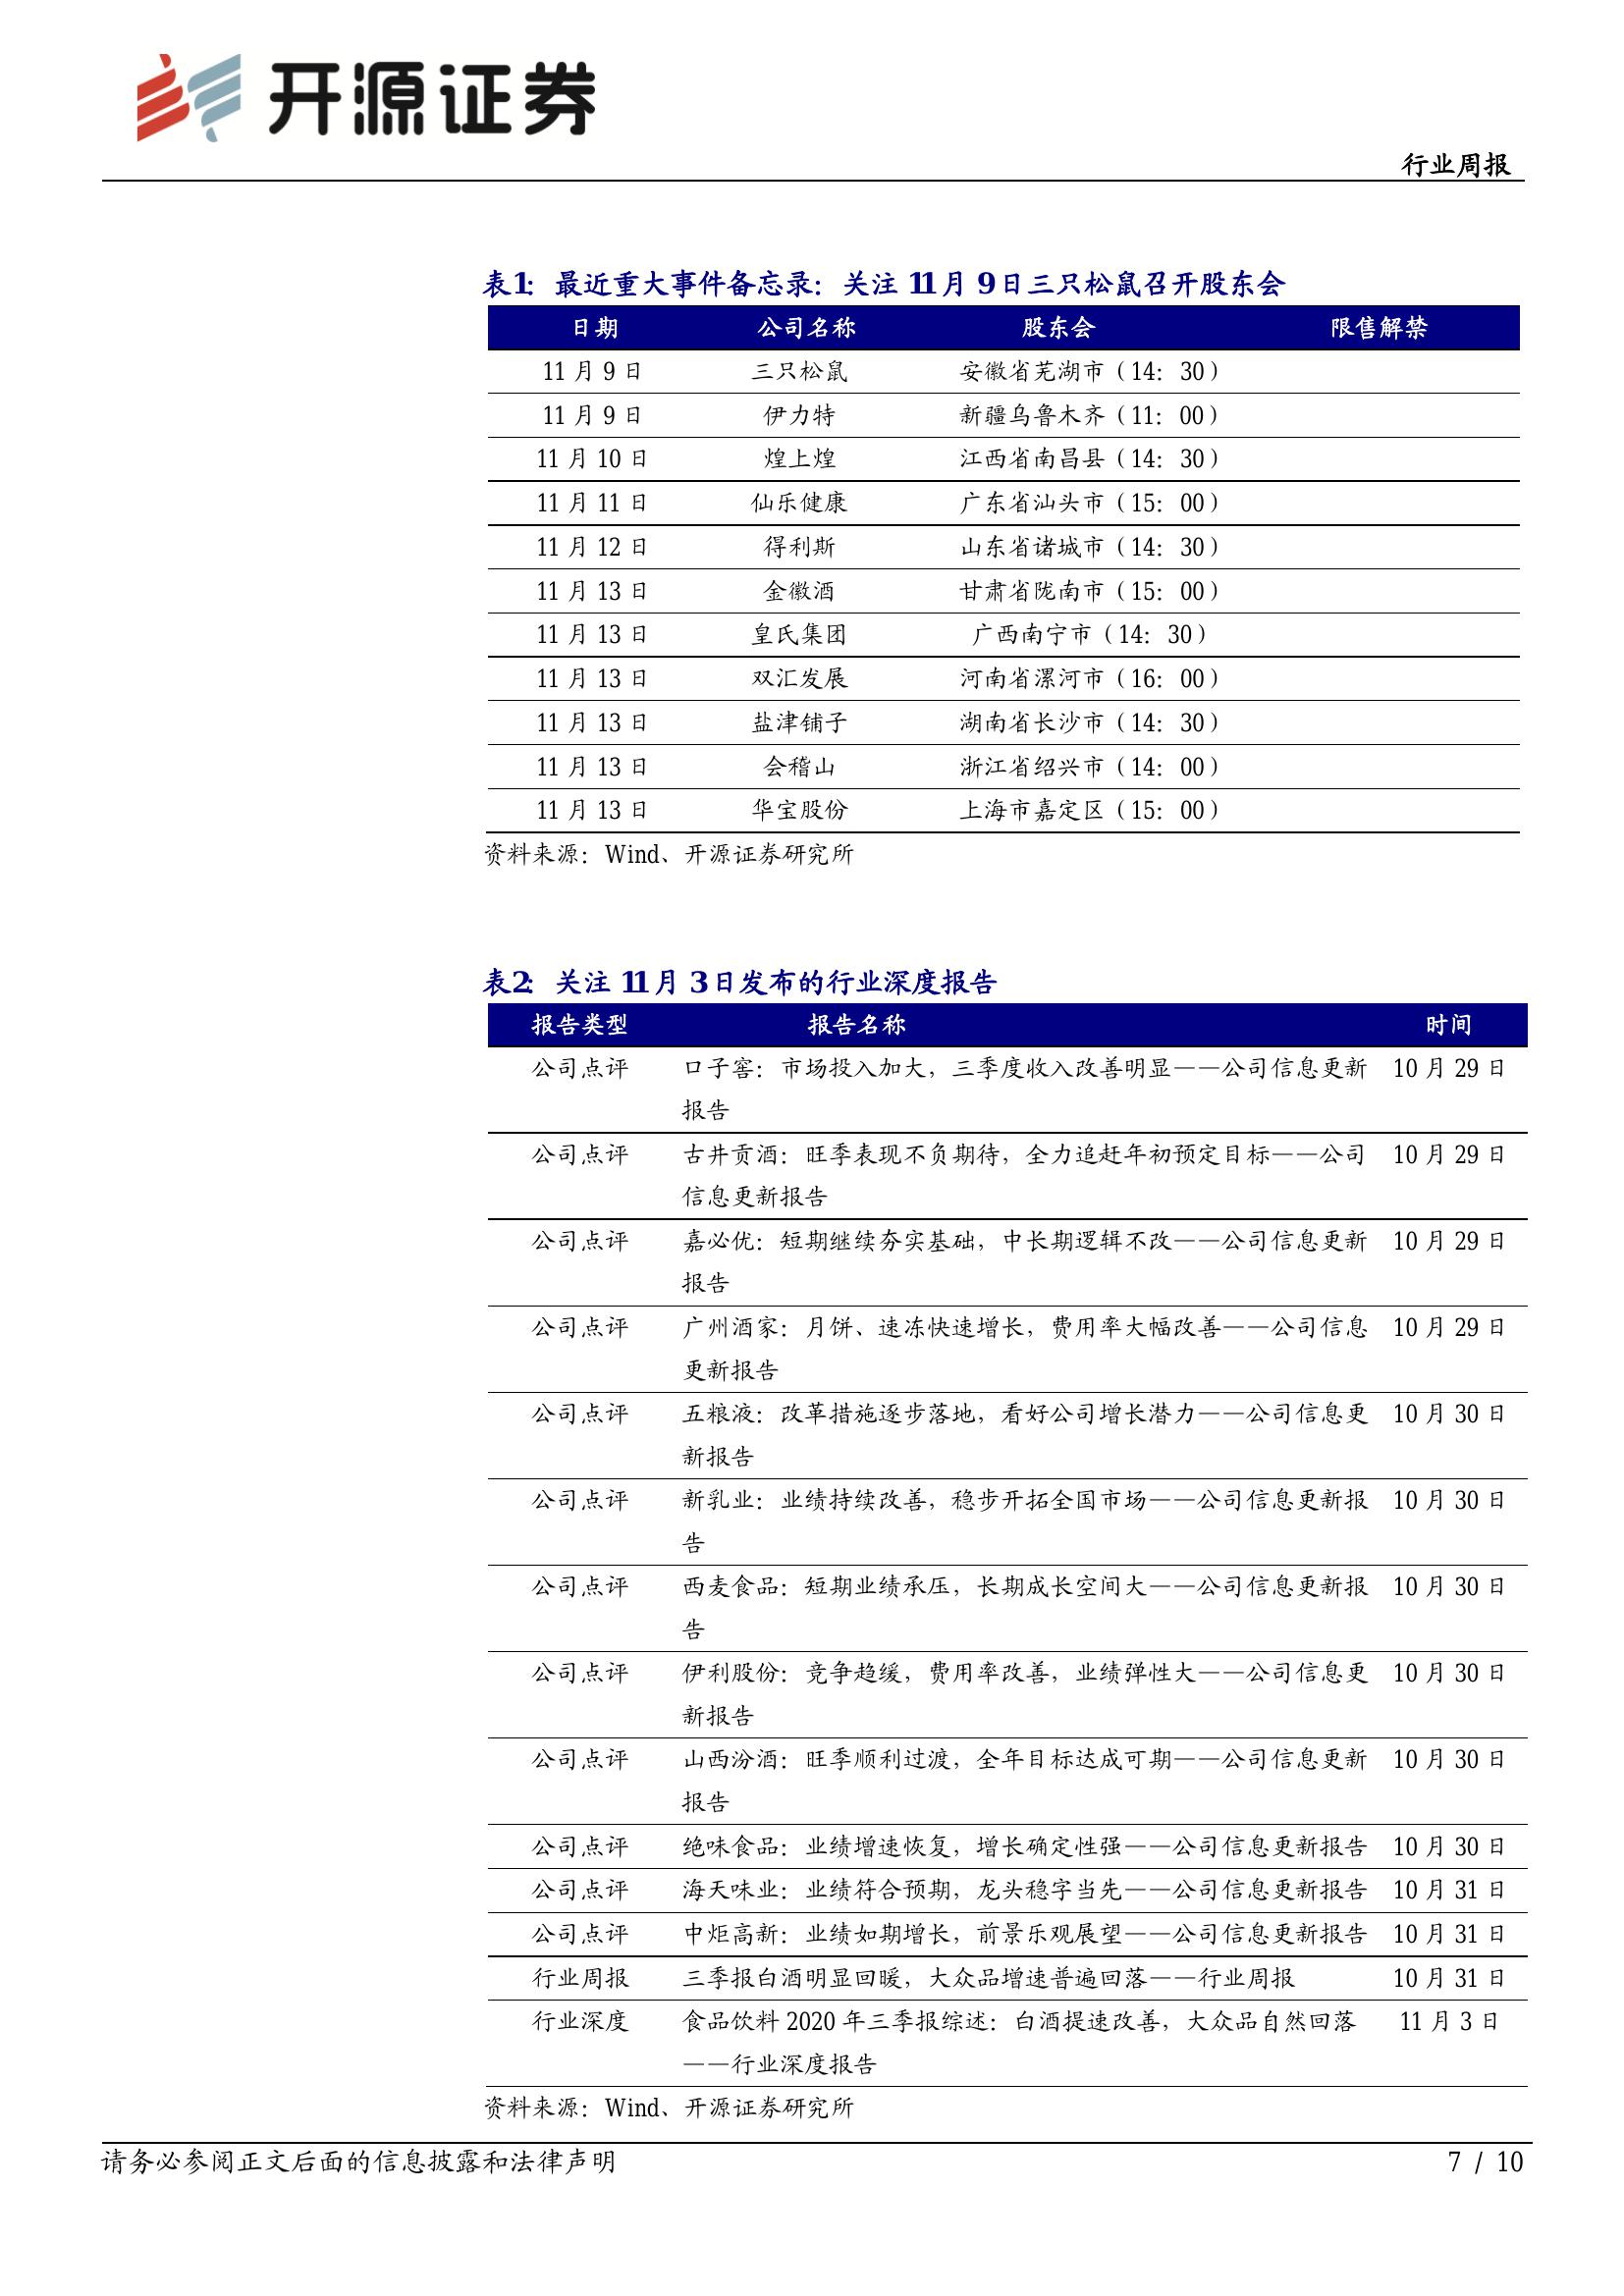 开源证券
行业周报
表1：最近重大事件备忘录：关注 11 月 9 日三只松鼠召开股东会
日期 公司名称 股东会 限售解禁
11 月 9 日 三只松鼠 安徽省芜湖市（14：30）
11 月 9 日 伊力特 新疆乌鲁木齐（11：00）
11 月 10 日 煌上煌 江西省南昌县（14：30）
11 月 11 日 仙乐健康 广东省汕头市（15：00）
11 月 12 日 得利斯 山东省诸城市（14：30）
11 月 13 日 金徽酒 甘肃省陇南市（15：00）
11 月 13 日 皇氏集团 广西南宁市（14：30）
11 月 13 日 双汇发展 河南省漯河市（16：00）
11 月 13 日 盐津铺子 湖南省长沙市（14：30）
11 月 13 日 会稽山 浙江省绍兴市（14：00）
11 月 13 日 华宝股份 上海市嘉定区（15：00）
资料来源：Wind、开源证券研究所
表2：关注 11 月 3 日发布的行业深度报告
报告类型 报告名称 时间
公司点评 口子窖：市场投入加大，三季度收入改善明显——公司信息更新 10 月 29 日
报告
公司点评 古井贡酒：旺季表现不负期待，全力追赶年初预定目标——公司 10 月 29 日
信息更新报告
公司点评 嘉必优：短期继续夯实基础，中长期逻辑不改——公司信息更新 10 月 29 日
报告
公司点评 广州酒家：月饼、速冻快速增长，费用率大幅改善——公司信息 10 月 29 日
更新报告
公司点评 五粮液：改革措施逐步落地，看好公司增长潜力——公司信息更 10 月 30 日
新报告
公司点评 新乳业：业绩持续改善，稳步开拓全国市场——公司信息更新报 10 月 30 日
告
公司点评 西麦食品：短期业绩承压，长期成长空间大——公司信息更新报 10 月 30 日
告
公司点评 伊利股份：竞争趋缓，费用率改善，业绩弹性大——公司信息更 10 月 30 日
新报告
公司点评 山西汾酒：旺季顺利过渡，全年目标达成可期——公司信息更新 10 月 30 日
报告
公司点评 绝味食品：业绩增速恢复，增长确定性强——公司信息更新报告 10 月 30 日
公司点评 海天味业：业绩符合预期，龙头稳字当先——公司信息更新报告 10 月 31 日
公司点评 中炬高新：业绩如期增长，前景乐观展望——公司信息更新报告 10 月 31 日
行业周报 三季报白酒明显回暖，大众品增速普遍回落——行业周报 10 月 31 日
行业深度 食品饮料 2020 年三季报综述：白酒提速改善，大众品自然回落 11 月 3 日
——行业深度报告
资料来源：Wind、开源证券研究所
请务必参阅正文后面的信息披露和法律声明 7 / 10